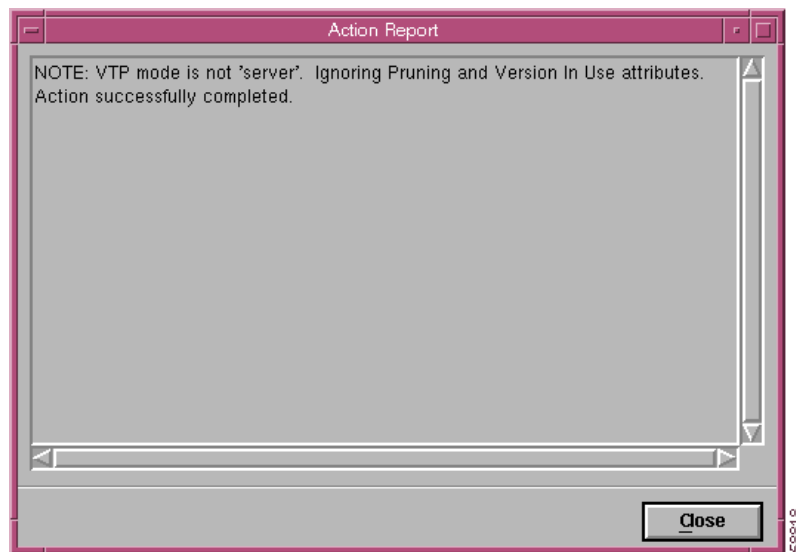 Action Report
NOTE: VTP mode is not 'server'.  Ignoring Pruning and Version In Use attributes.
Action successfully completed.
Close